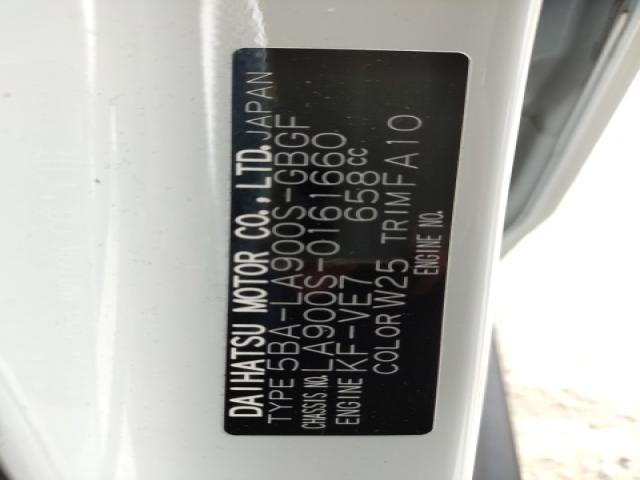 DAIHATSU MOTOR CO., LTD. JAPAN
TYPE 5BA-LA900S-GBGF
CHASSIS NO. LA900S-0161660
ENGINE KF-VE7 658cc
COLOR W25 TRIM FA10
ENGINE NO.